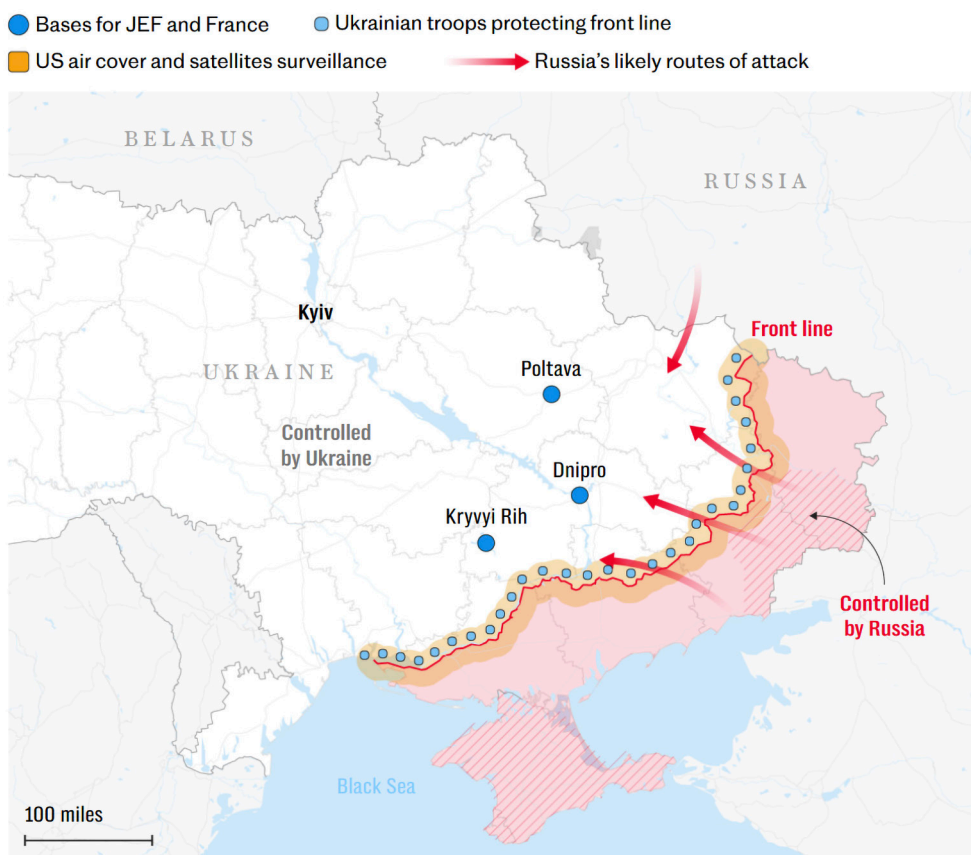 Bases for JEF and France
Ukrainian troops protecting front line
US air cover and satellites surveillance
Russia's likely routes of attack
BELARUS
RUSSIA
Kyiv
Front line
UKRAINE
Poltava
Controlled
by Ukraine
Dnipro
Kryvyi Rih
Controlled
by Russia
Black Sea
100 miles